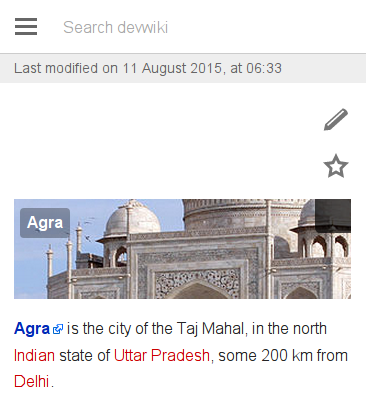 Search devwiki
Last modified on 11 August 2015, at 06:33
Agra
Agra is the city of the Taj Mahal, in the north
Indian state of Uttar Pradesh, some 200 km from
Delhi.